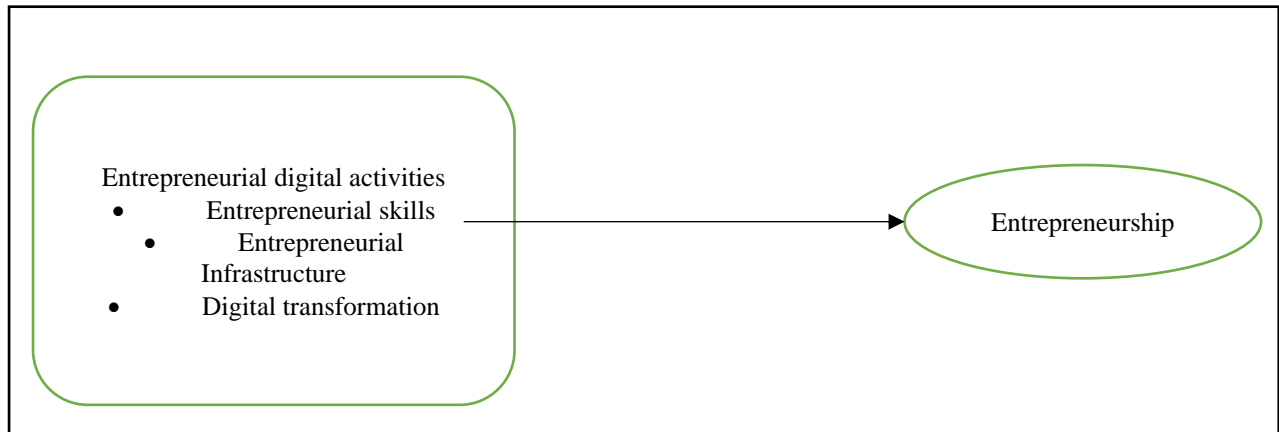 Entrepreneurial digital activities
• Entrepreneurial skills
• Entrepreneurial
Infrastructure
• Digital transformation
Entrepreneurship